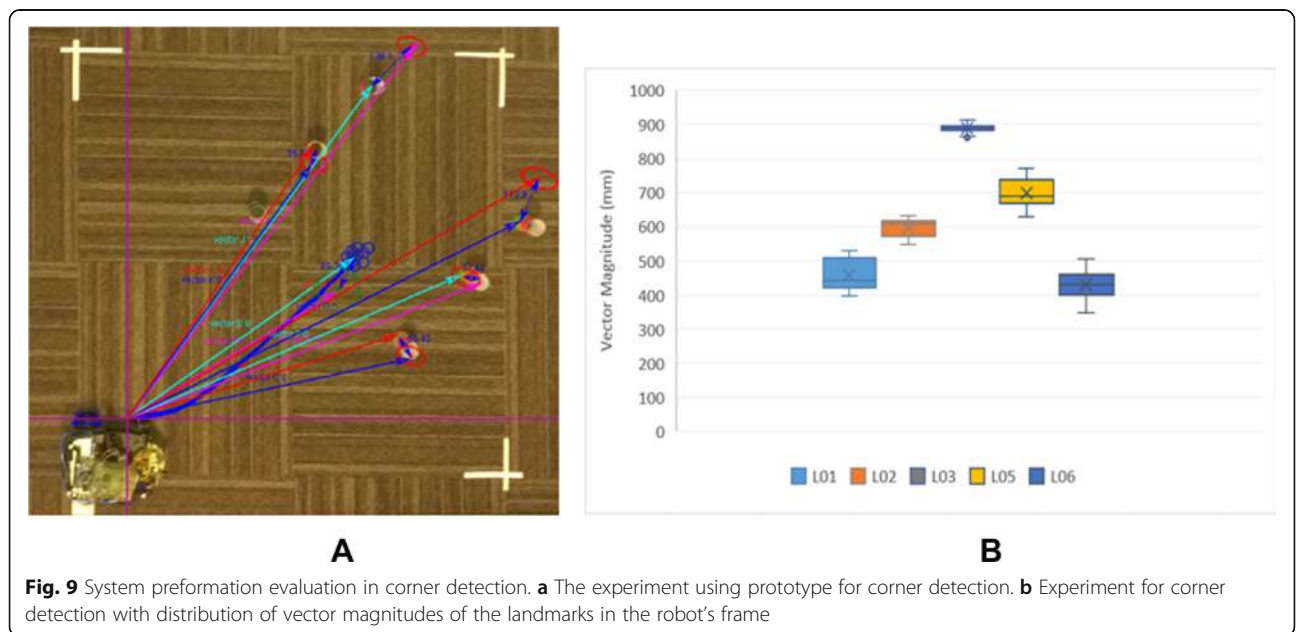 1000
900
800
700
600
500
400
300
200
100
0
Vector Magnitude (mm)
L01 L02 L03 L05 L06
A
B
Fig. 9 System preformation evaluation in corner detection. a The experiment using prototype for corner detection. b Experiment for corner
detection with distribution of vector magnitudes of the landmarks in the robot's frame